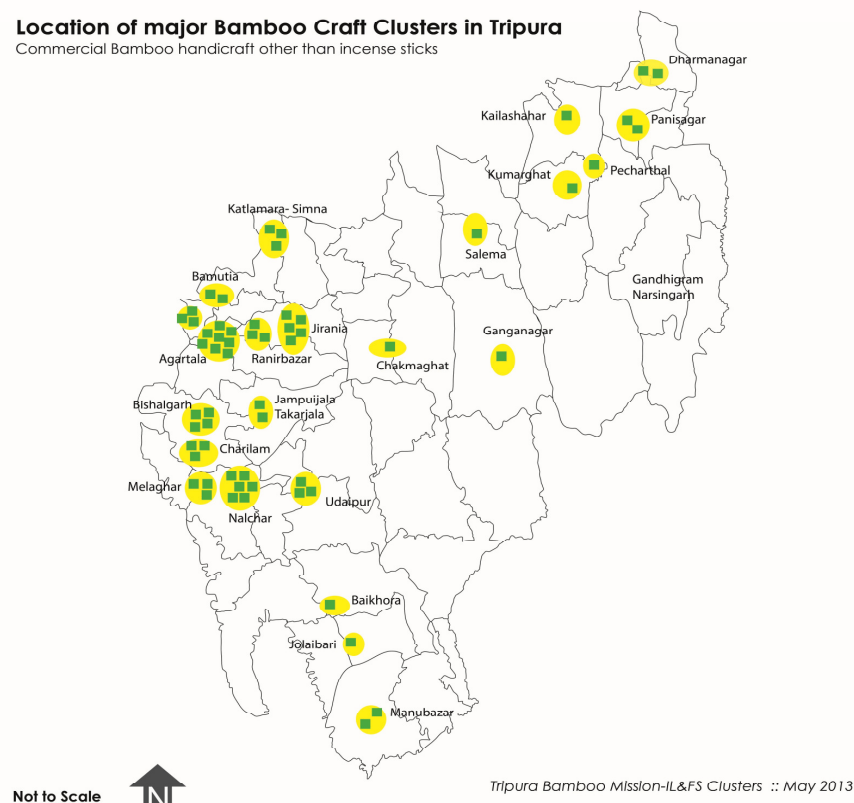 Location of major Bamboo Craft Clusters in Tripura
Commercial Bamboo handicraft other than incense sticks
Dharmanagar
Kailashahar
Panisagar
Pecharthal
Kumarghat
Katlamara- Simna
Salema
Bamutia
Gandhigram
Narsingarh
Jirania
Ganganagar
Agartala
Ranirbazar
Chakmaghat
Jampuijala
Takarjala
Bishalgarh
Charilam
Melaghar
Udaipur
Nalchar
Baikhora
Jolaibari
Manubazar
Tripura Bamboo Mission-IL&FS Clusters :: May 2013
Not to Scale
N